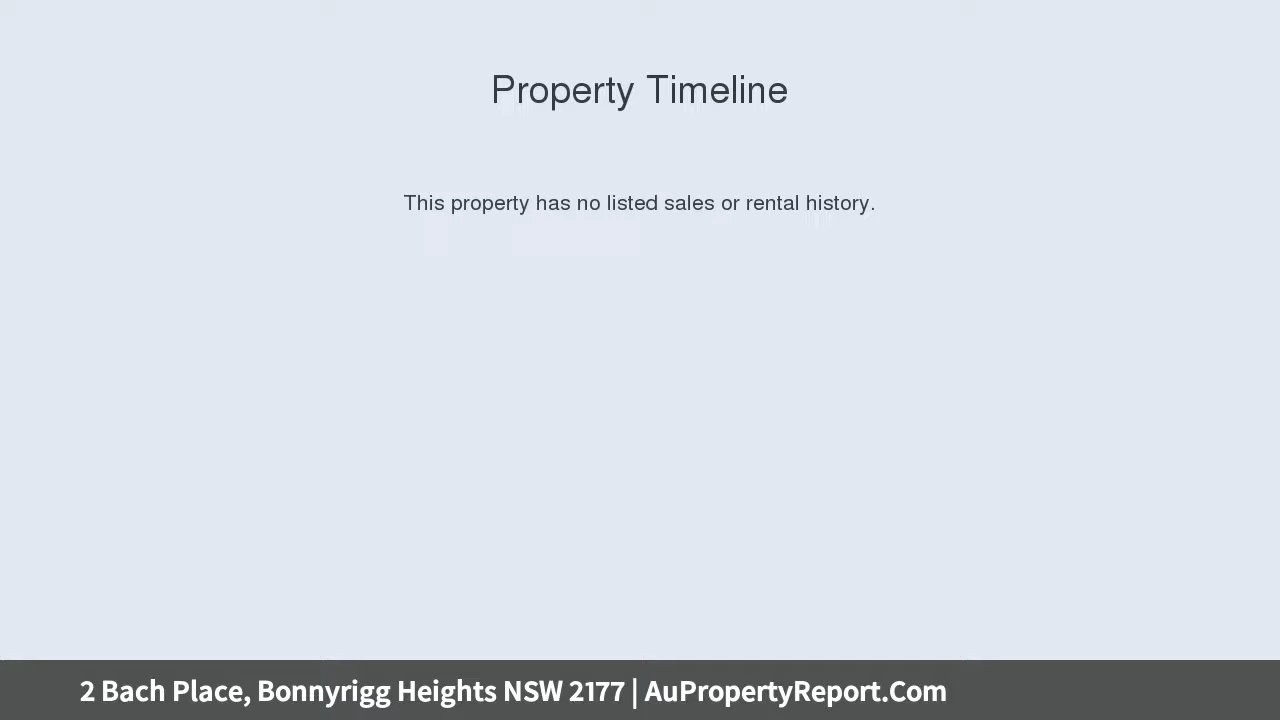 Property Timeline
This property has no listed sales or rental history.
2 Bach Place, Bonnyrigg Heights NSW 2177 | AuPropertyReport.Com